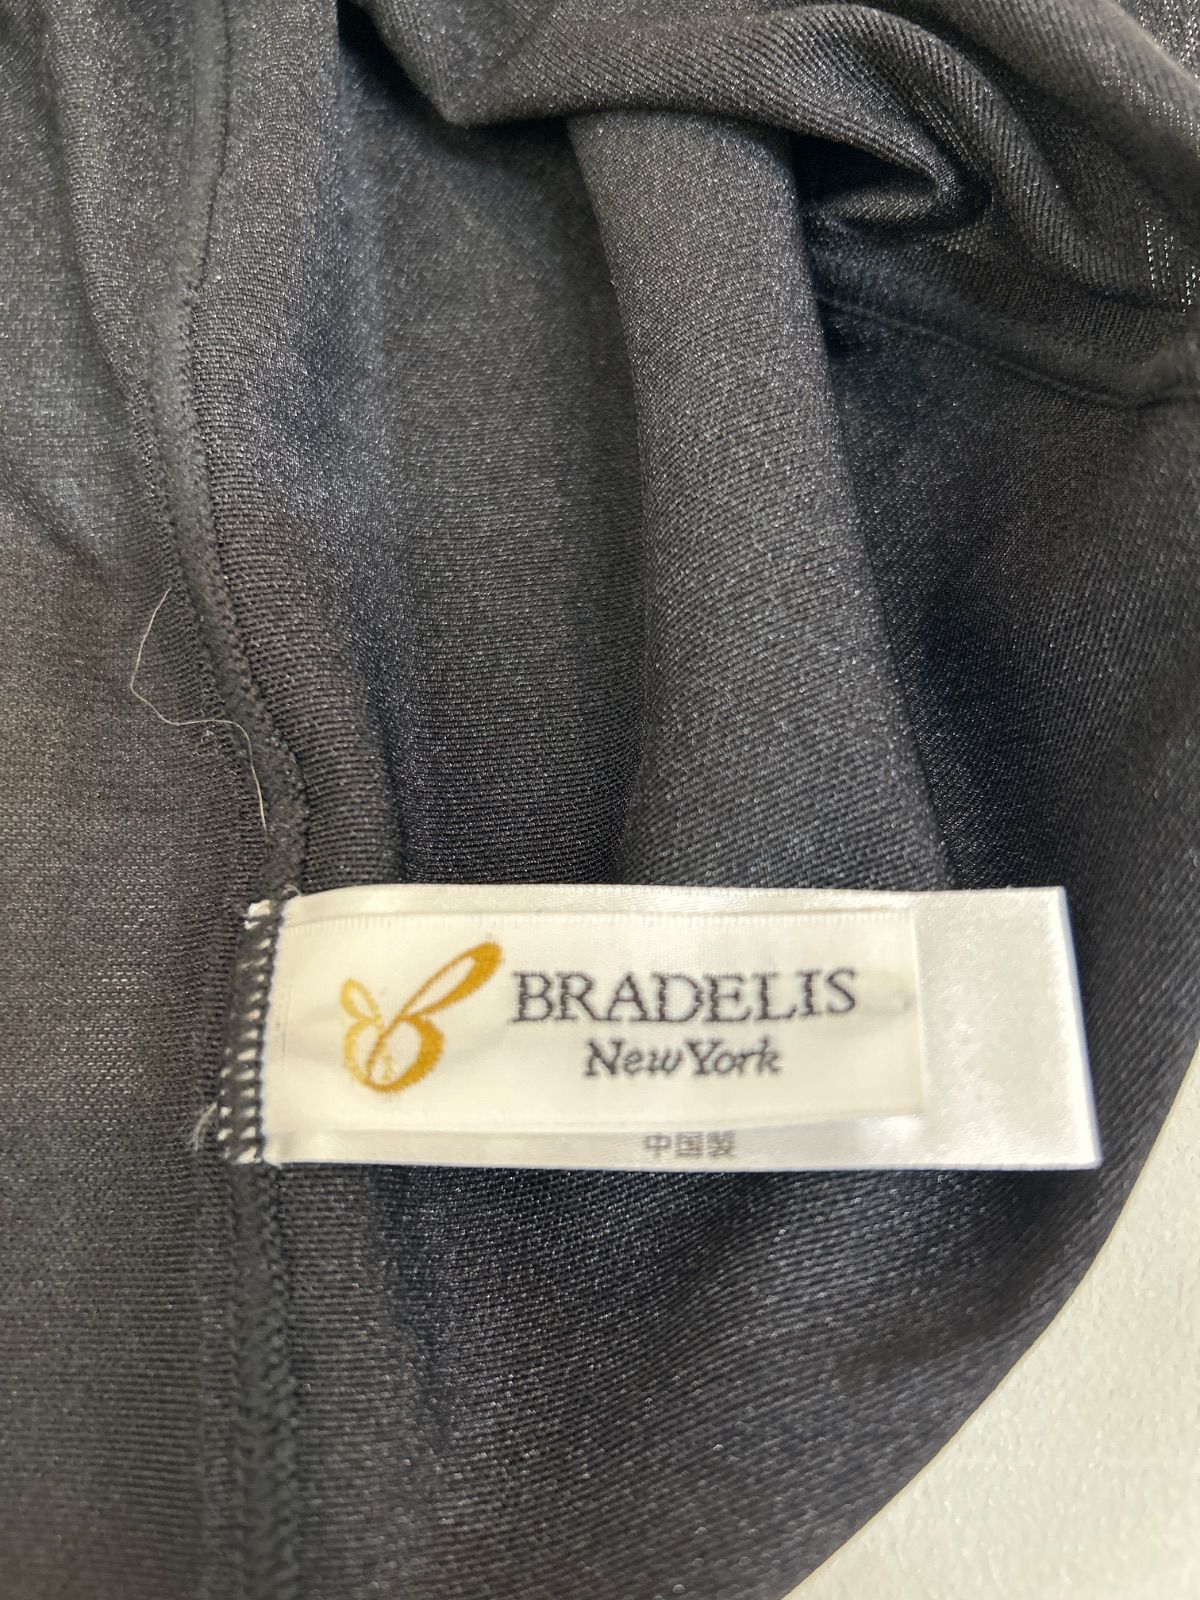 BRADELIS
New York
中国製